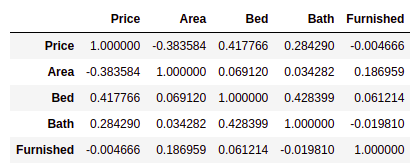 Price Area Bed Bath Furnished
Price 1.000000 -0.383584 0.417766 0.284290 -0.004666
Area -0.383584 1.000000 0.069120 0.034282 0.186959
Bed 0.417766 0.069120 1.000000 0.428399 0.061214
Bath 0.284290 0.034282 0.428399 1.000000 -0.019810
Furnished -0.004666 0.186959 0.061214 -0.019810 1.000000